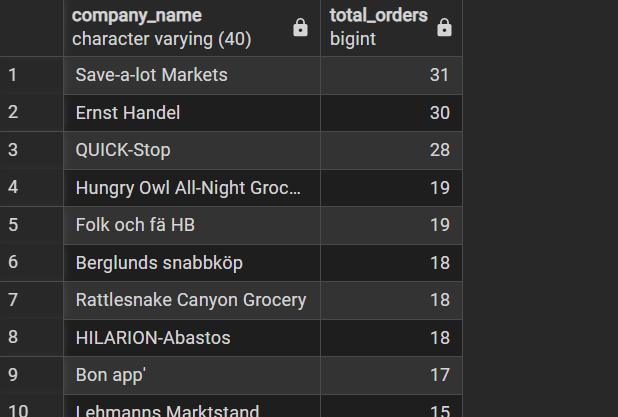 company_name total_orders
character varying (40) bigint
1 Save-a-lot Markets 31
2 Ernst Handel 30
3 QUICK-Stop 28
4 Hungry Owl All-Night Groc… 19
5 Folk och fä HB 19
6 Berglunds snabbköp 18
7 Rattlesnake Canyon Grocery 18
8 HILARION-Abastos 18
9 Bon app' 17
10 Lehmanns Marktstand 15